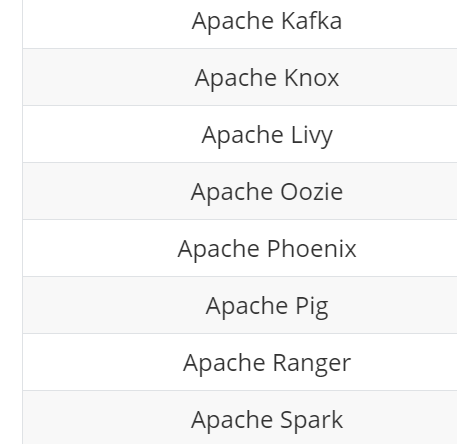 Apache Kafka
Apache Knox
Apache Livy
Apache Oozie
Apache Phoenix
Apache Pig
Apache Ranger
Apache Spark